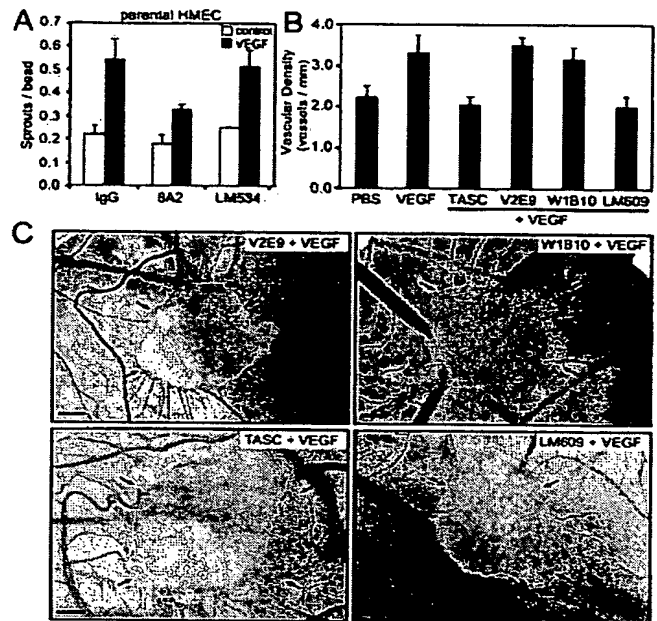 A
parental HMEC
control
VEGF
Sprouts / bead
0.7
0.6
0.5
0.4
0.3
0.2
0.1
0.0
IgG
8A2
LM534
B
Vascular Density
(vessels / mm)
4.0
3.0
2.0
1.0
0.0
PBS
VEGF
TASC
V2E9
W1B10
LM609
+ VEGF
C
V2E9 + VEGF
W1B10 + VEGF
TASC + VEGF
LM609 + VEGF